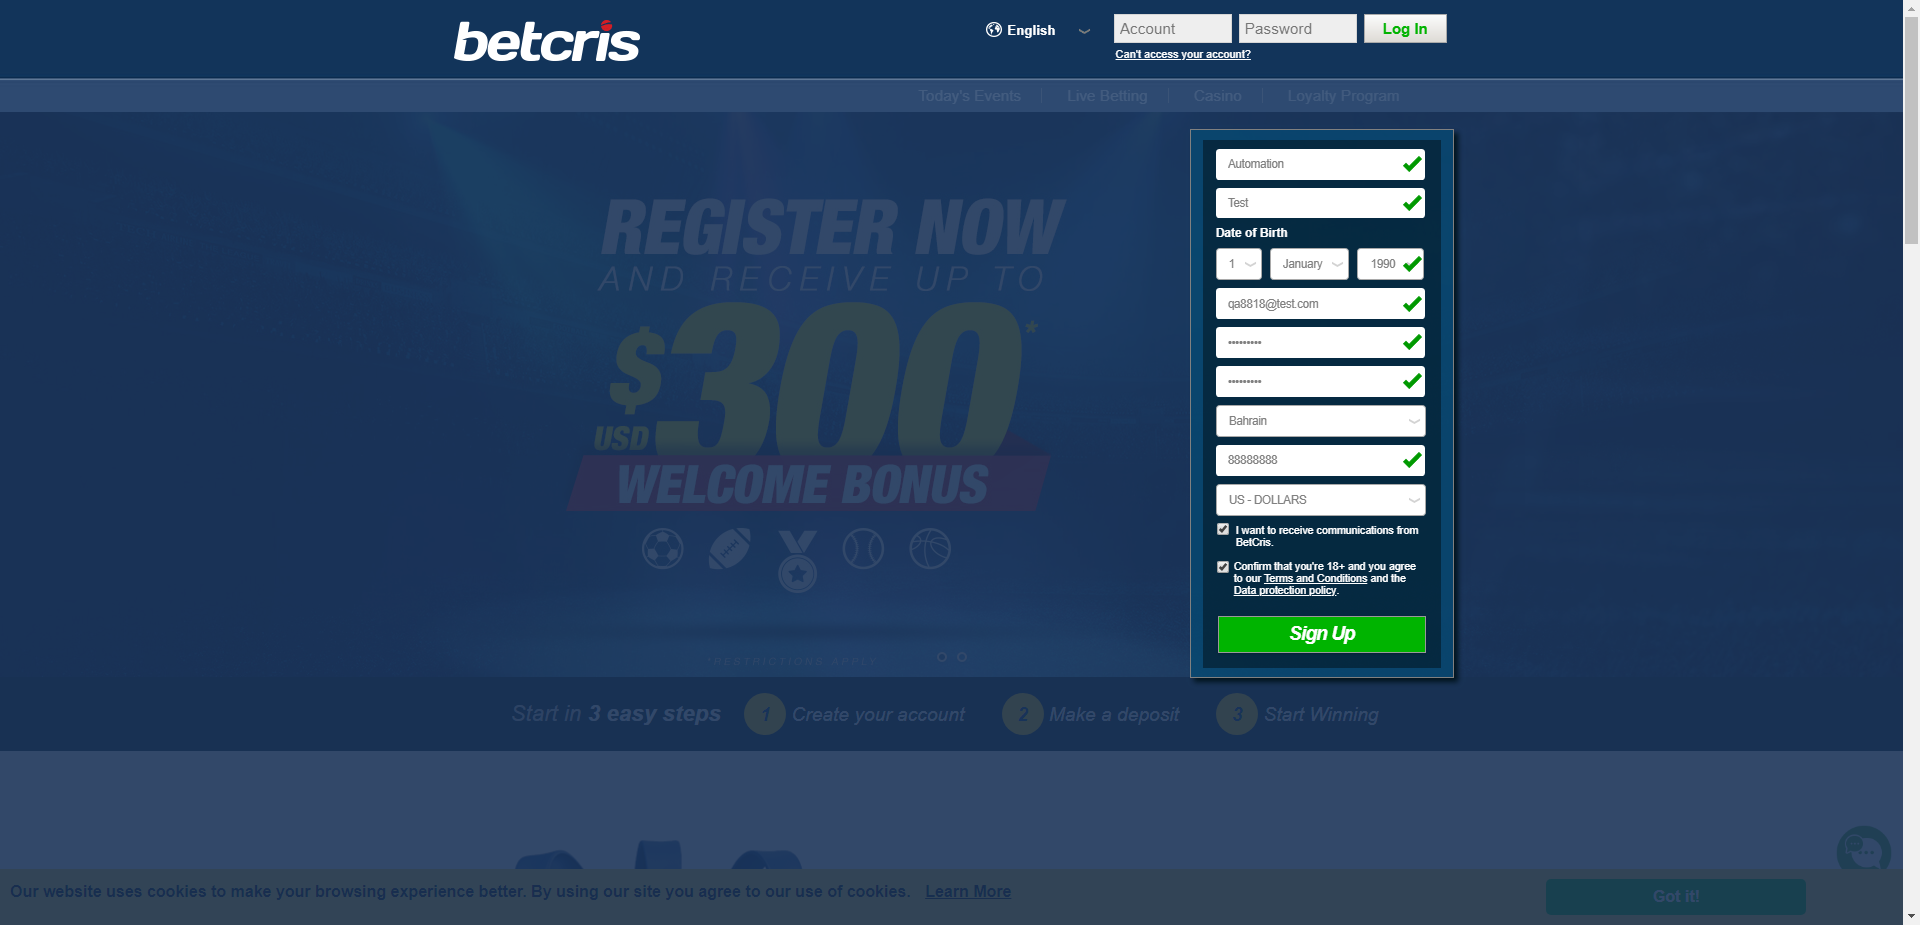 betcris
English
Account
Password
Log In
Can't access your account?
Today's Events
Live Betting
Casino
Loyalty Program
REGISTER NOW
AND RECEIVE UP TO
USD $300*
WELCOME BONUS
*RESTRICTIONS APPLY
Automation
Test
Date of Birth
1
January
1990
qa8818@test.com
•••••••••
•••••••••
Bahrain
88888888
US - DOLLARS
I want to receive communications from
BetCris.
Confirm that you're 18+ and you agree
to our Terms and Conditions and the
Data protection policy.
Sign Up
Start in 3 easy steps
1 Create your account
2 Make a deposit
3 Start Winning
Our website uses cookies to make your browsing experience better. By using our site you agree to our use of cookies. Learn More
Got it!